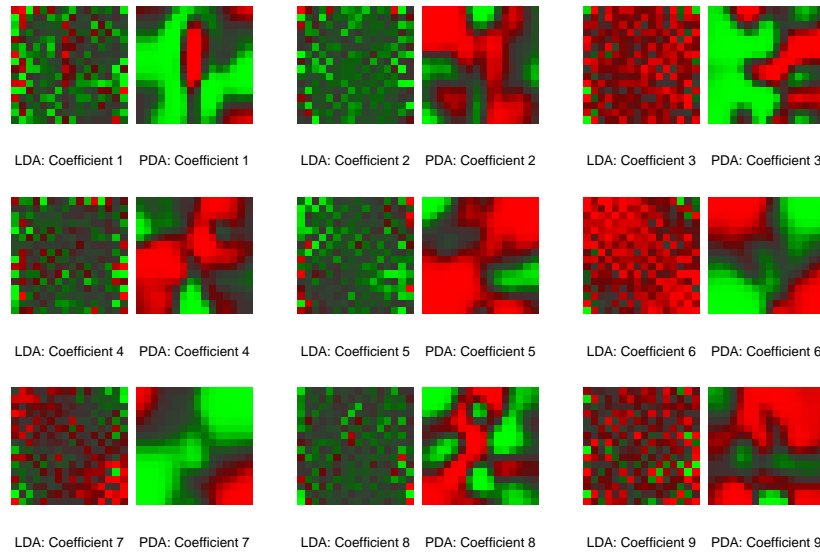 LDA: Coefficient 1 PDA: Coefficient 1 LDA: Coefficient 2 PDA: Coefficient 2 LDA: Coefficient 3 PDA: Coefficient 3
LDA: Coefficient 4 PDA: Coefficient 4 LDA: Coefficient 5 PDA: Coefficient 5 LDA: Coefficient 6 PDA: Coefficient 6
LDA: Coefficient 7 PDA: Coefficient 7 LDA: Coefficient 8 PDA: Coefficient 8 LDA: Coefficient 9 PDA: Coefficient 9